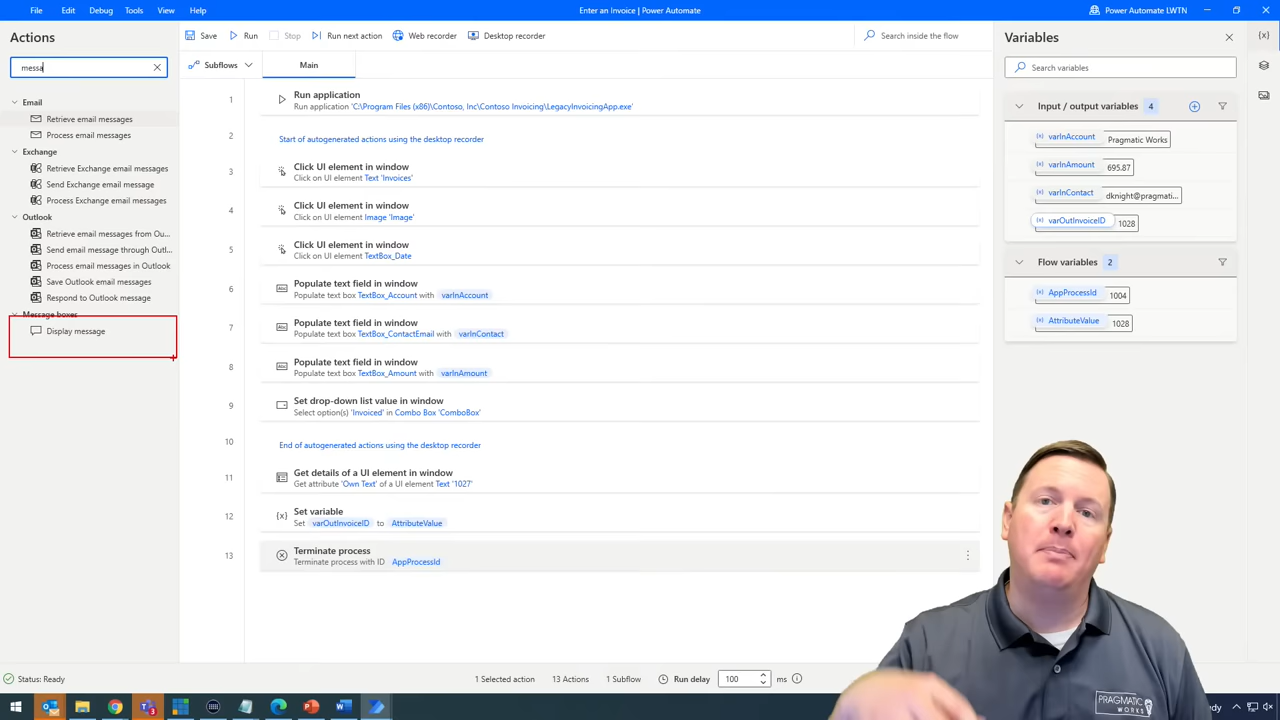 File
Edit
Debug
Tools
View
Help
Enter an Invoice | Power Automate
Power Automate LWTN
Actions
messa
Email
Retrieve email messages
Process email messages
Exchange
Retrieve Exchange email messages
Send Exchange email message
Process Exchange email messages
Outlook
Retrieve email messages from Ou...
Send email message through Outl...
Process email messages in Outlook
Save Outlook email messages
Respond to Outlook message
Message boxes
Display message
Save
Run
Stop
Run next action
Web recorder
Desktop recorder
Search inside the flow
Subflows
Main
1
Run application
Run application 'C:\Program Files (x86)\Contoso, Inc\Contoso Invoicing\LegacyInvoicingApp.exe'
2
Start of autogenerated actions using the desktop recorder
3
Click UI element in window
Click on UI element Text 'Invoices'
4
Click UI element in window
Click on UI element Image 'Image'
5
Click UI element in window
Click on UI element TextBox_Date
6
Populate text field in window
Populate text box TextBox_Account with varInAccount
7
Populate text field in window
Populate text box TextBox_ContactEmail with varInContact
8
Populate text field in window
Populate text box TextBox_Amount with varInAmount
9
Set drop-down list value in window
Select option(s) 'Invoiced' in Combo Box 'ComboBox'
10
End of autogenerated actions using the desktop recorder
11
Get details of a UI element in window
Get attribute 'Own Text' of a UI element Text '1027'
12
Set variable
Set varOutInvoiceID to AttributeValue
13
Terminate process
Terminate process with ID AppProcessId
Variables
Search variables
Input / output variables 4
varInAccount Pragmatic Works
varInAmount 695.87
varInContact dknight@pragmati...
varOutInvoiceID 1028
Flow variables 2
AppProcessId 1004
AttributeValue 1028
PRAGMATIC
WORKS
Status: Ready
1 Selected action
13 Actions
1 Subflow
Run delay
100
ms